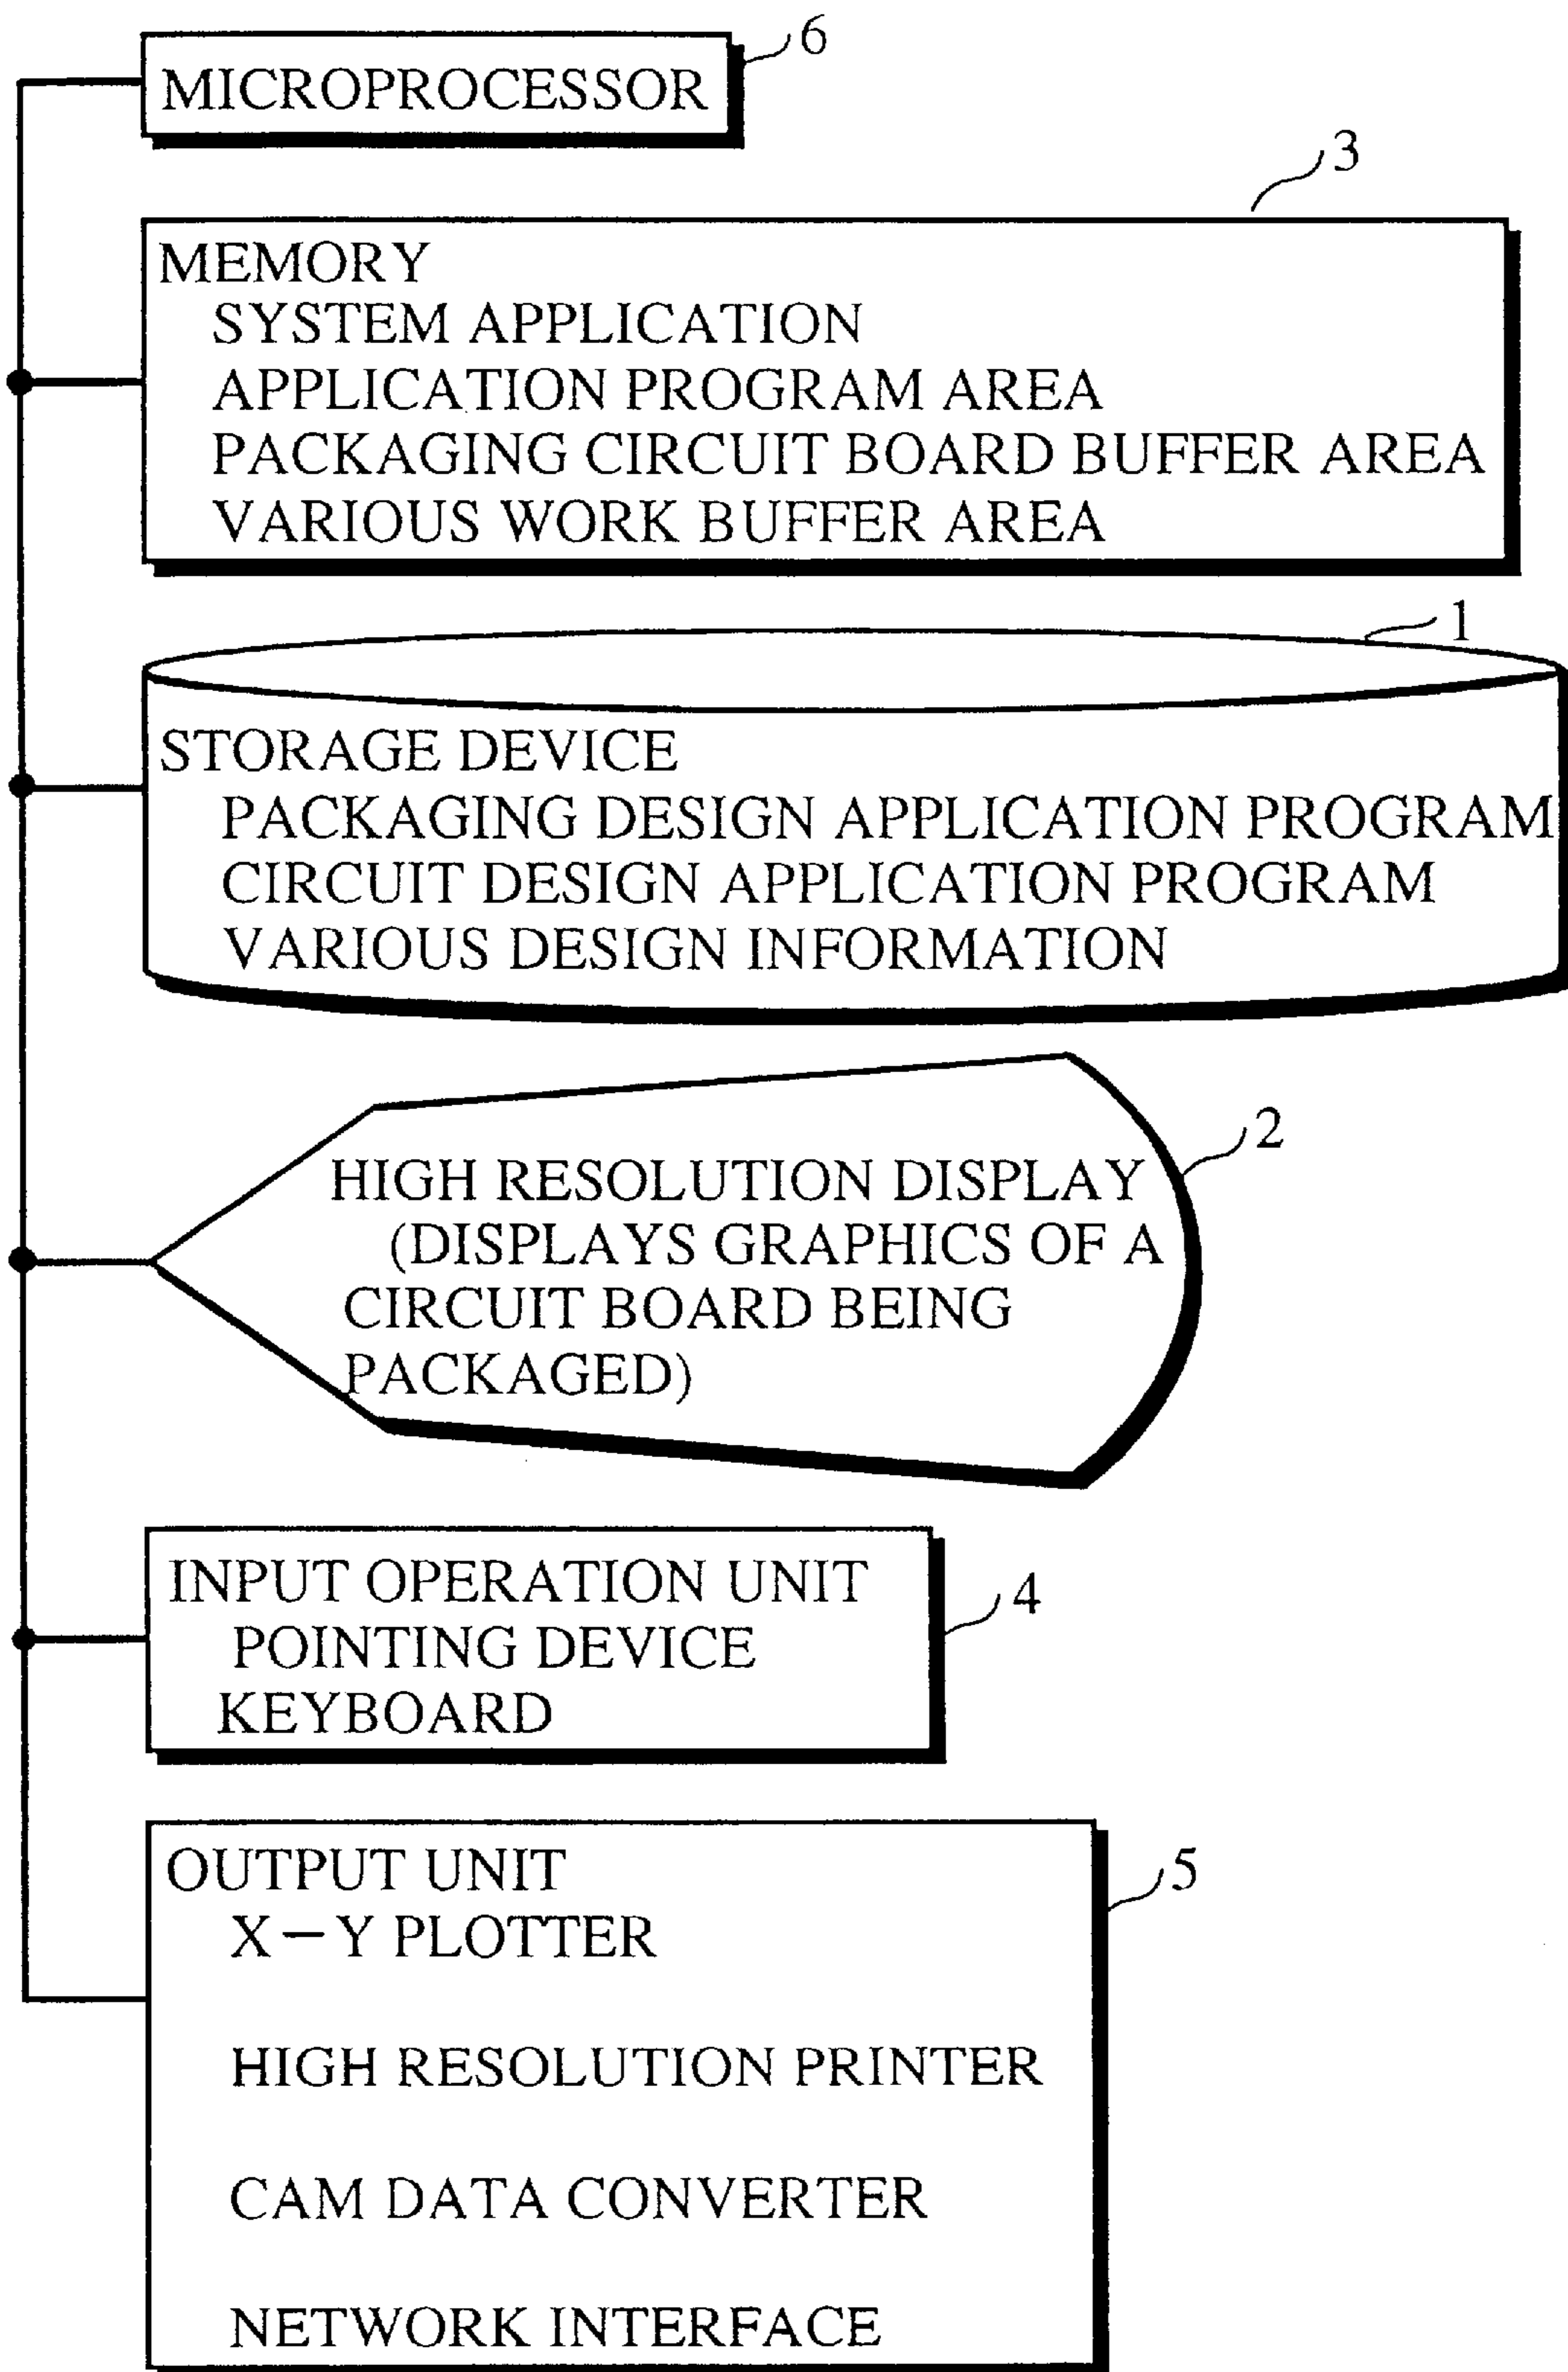 6
MICROPROCESSOR
3
MEMORY
SYSTEM APPLICATION
APPLICATION PROGRAM AREA
PACKAGING CIRCUIT BOARD BUFFER AREA
VARIOUS WORK BUFFER AREA
1
STORAGE DEVICE
PACKAGING DESIGN APPLICATION PROGRAM
CIRCUIT DESIGN APPLICATION PROGRAM
VARIOUS DESIGN INFORMATION
2
HIGH RESOLUTION DISPLAY
(DISPLAYS GRAPHICS OF A
CIRCUIT BOARD BEING
PACKAGED)
INPUT OPERATION UNIT
4
POINTING DEVICE
KEYBOARD
OUTPUT UNIT
5
X－Y PLOTTER
HIGH RESOLUTION PRINTER
CAM DATA CONVERTER
NETWORK INTERFACE